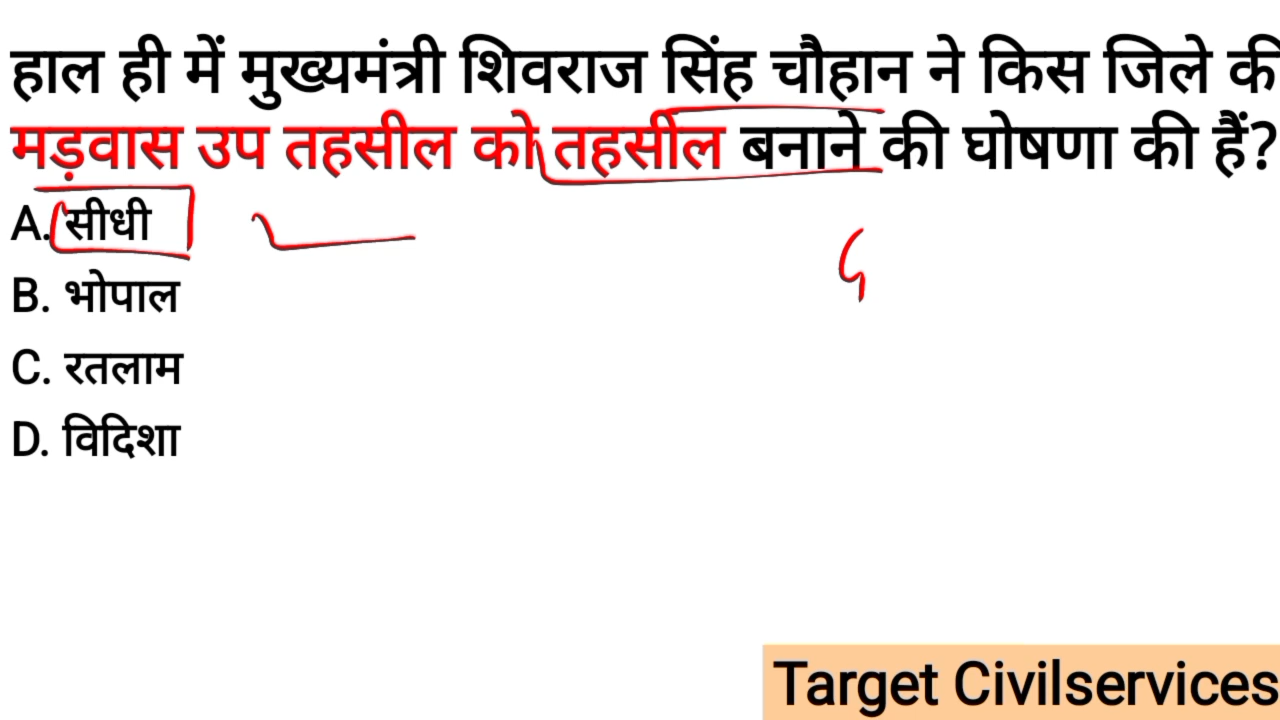 हाल ही में मुख्यमंत्री शिवराज सिंह चौहान ने किस जिले की
मड़वास उप तहसील को तहसील बनाने की घोषणा की हैं?
A. सीधी
B. भोपाल
C. रतलाम
D. विदिशा
Target Civilservices